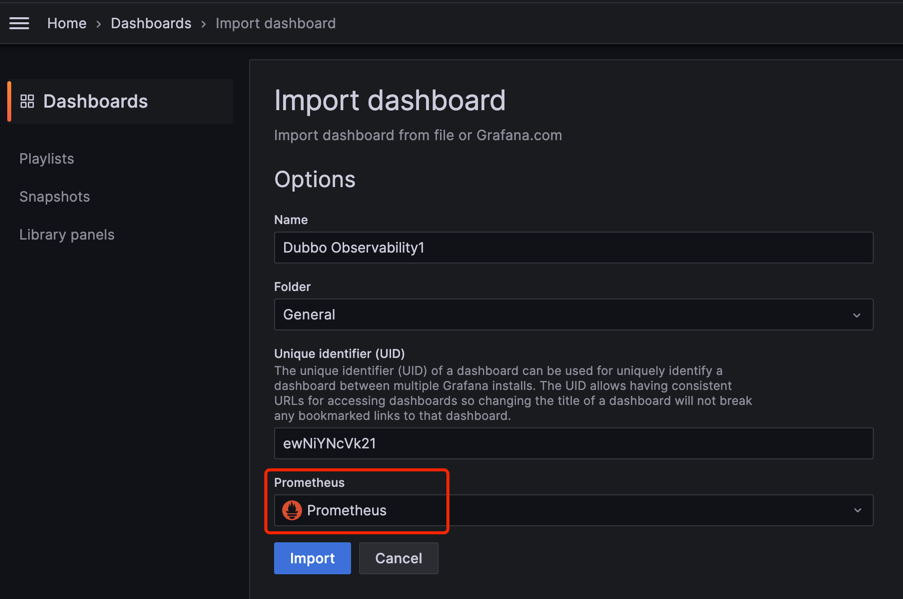 Home › Dashboards › Import dashboard
Dashboards
Playlists
Snapshots
Library panels
Import dashboard
Import dashboard from file or Grafana.com
Options
Name
Dubbo Observability1
Folder
General
Unique identifier (UID)
The unique identifier (UID) of a dashboard can be used for uniquely identify a
dashboard between multiple Grafana installs. The UID allows having consistent
URLs for accessing dashboards so changing the title of a dashboard will not break
any bookmarked links to that dashboard.
ewNiYNcVk21
Prometheus
Prometheus
Import Cancel